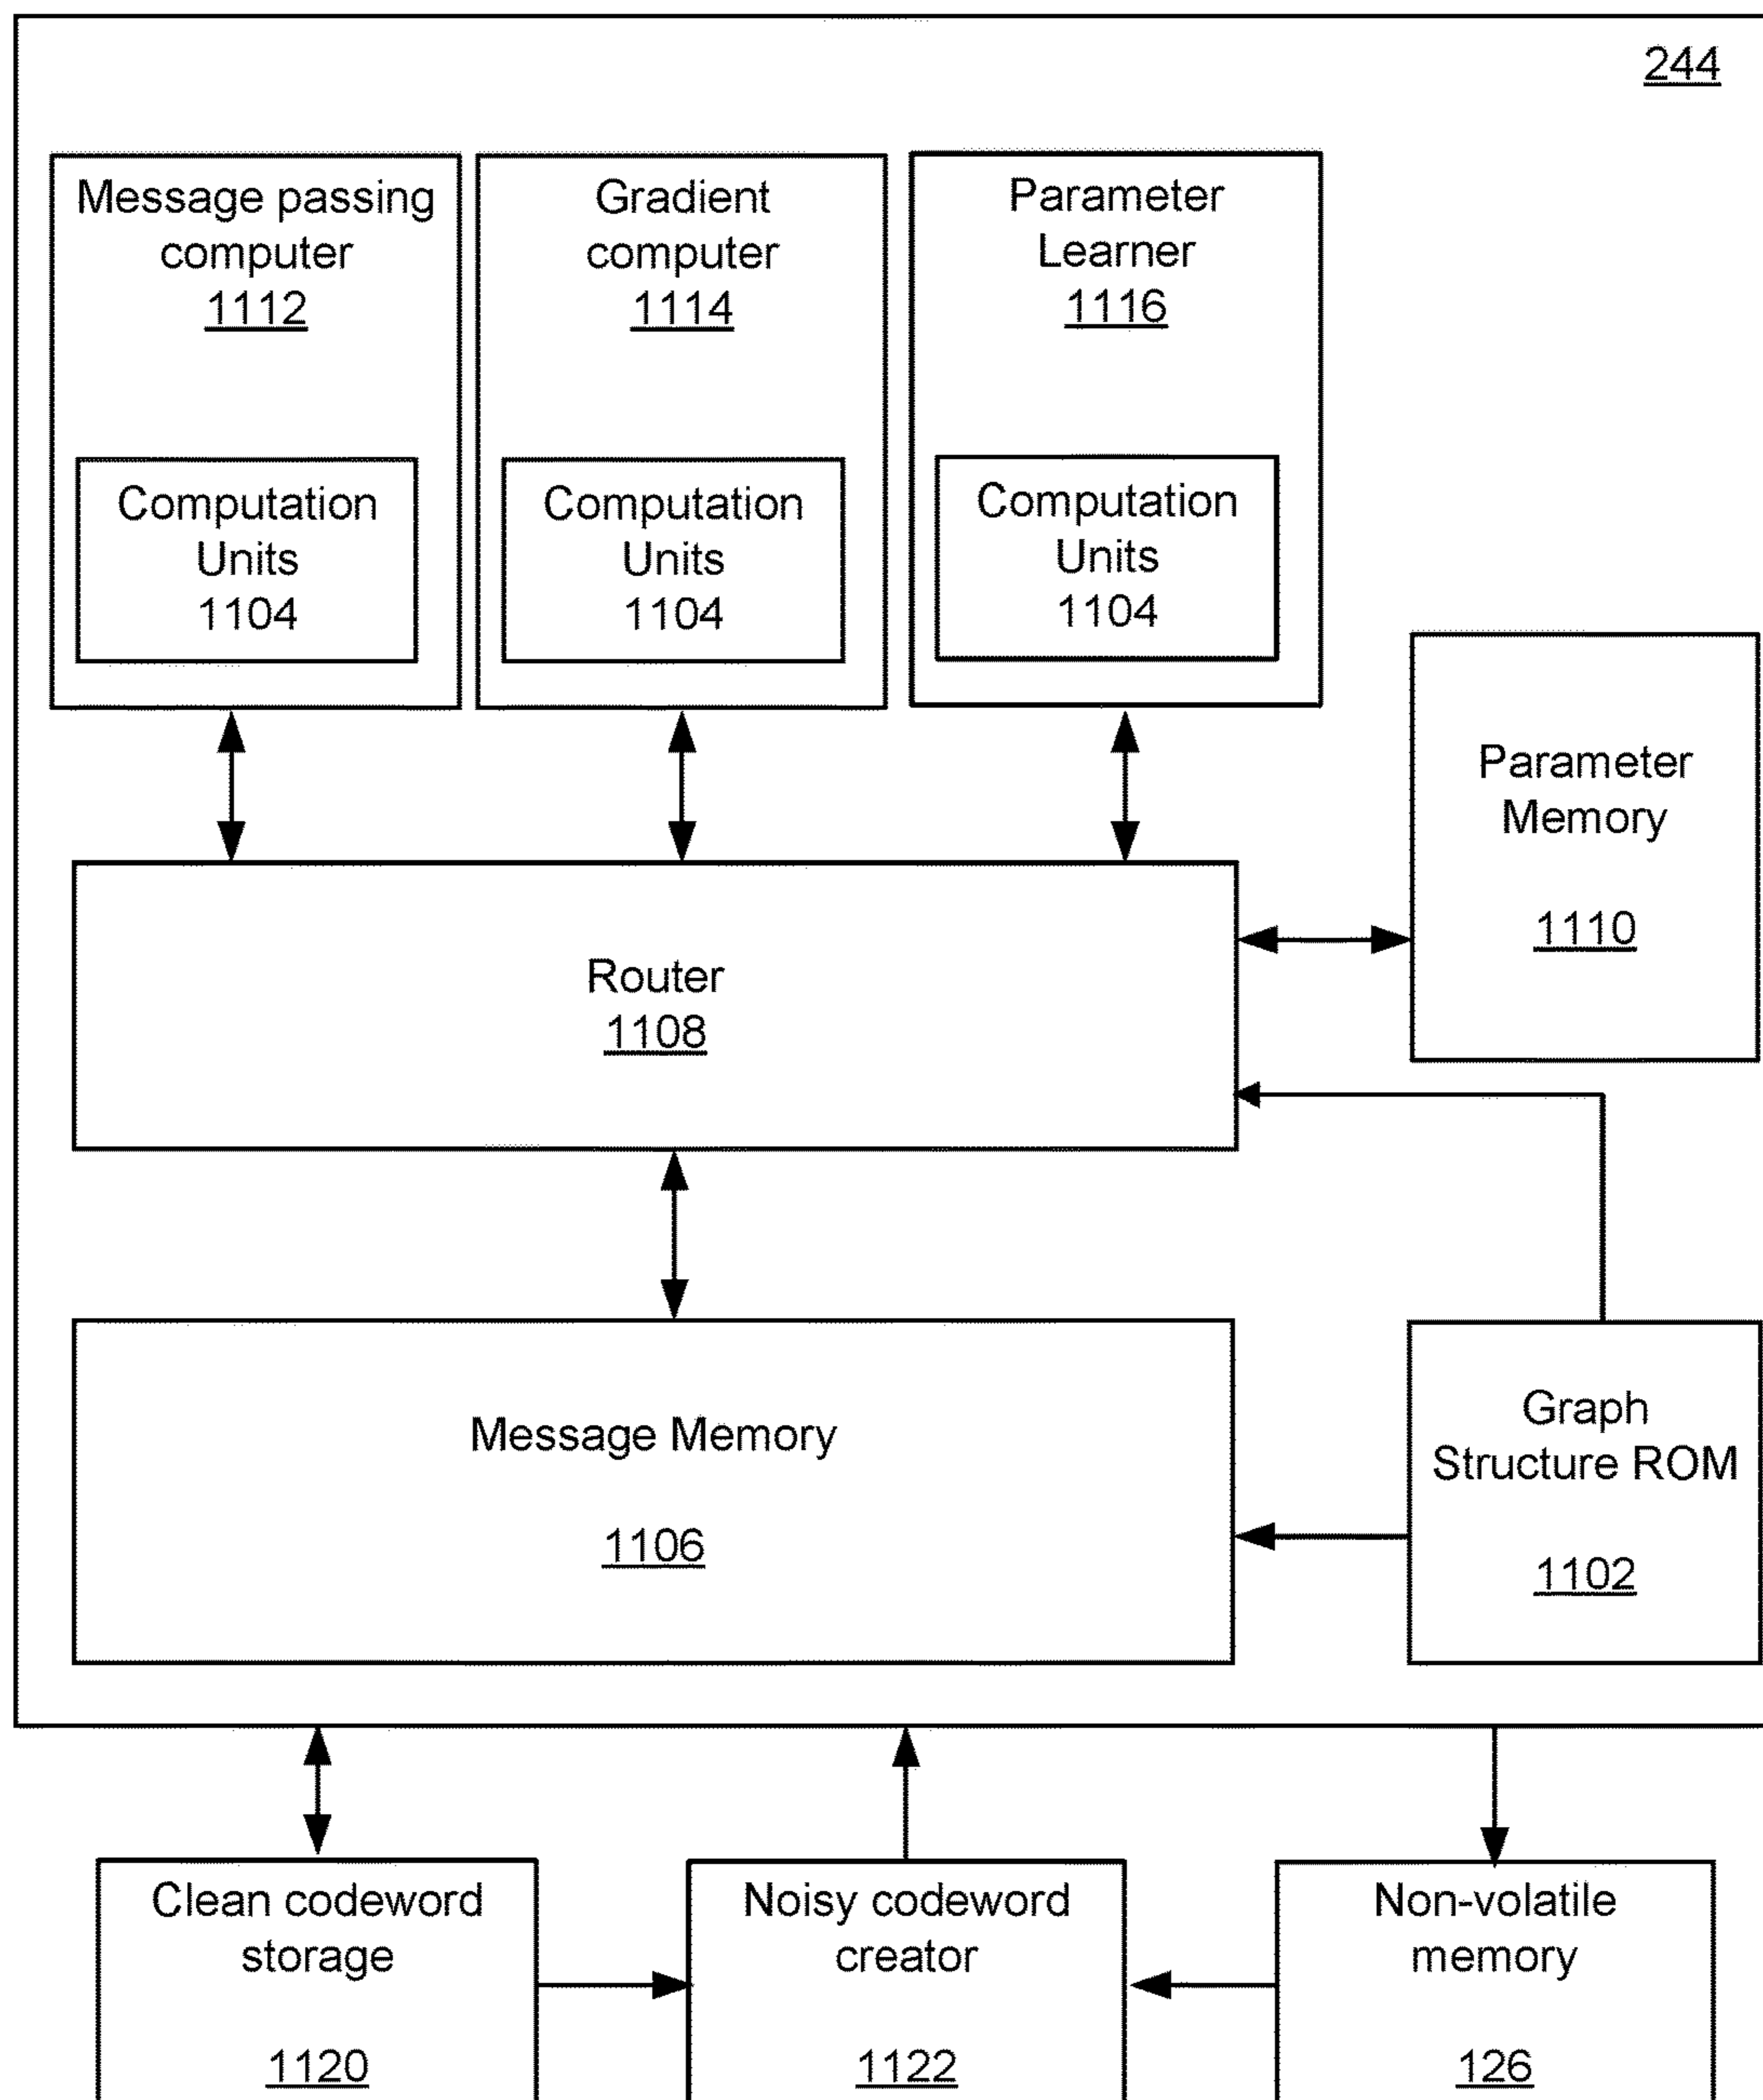 244
Message passing
computer
1112
Computation
Units
1104
Gradient
computer
1114
Computation
Units
1104
Parameter
Learner
1116
Computation
Units
1104
Parameter
Memory
1110
Router
1108
Message Memory
1106
Graph
Structure ROM
1102
Clean codeword
storage
1120
Noisy codeword
creator
1122
Non-volatile
memory
126